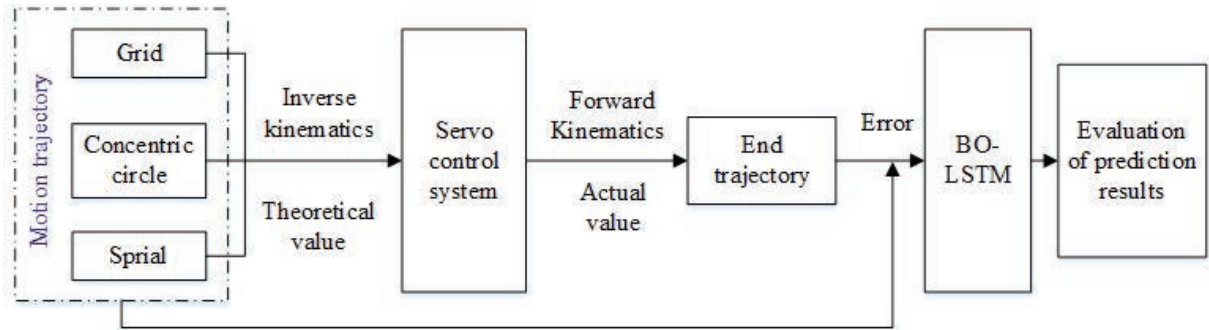 Motion trajectory
Grid
Concentric
circle
Sprial
Inverse
kinematics
Theoretical
value
Servo
control
system
Forward
Kinematics
Actual
value
End
trajectory
Error
BO-
LSTM
Evaluation
of prediction
results